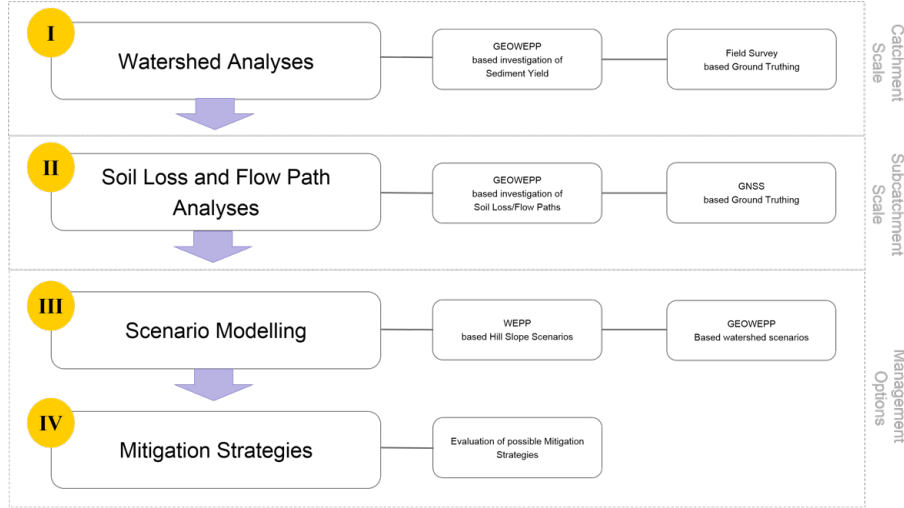 I
Watershed Analyses
GEOWEPP
based investigation of
Sediment Yield
Field Survey
based Ground Truthing
Catchment
Scale
II
Soil Loss and Flow Path
Analyses
GEOWEPP
based investigation of
Soil Loss/Flow Paths
GNSS
based Ground Truthing
Subcatchment
Scale
III
Scenario Modelling
WEPP
based Hill Slope Scenarios
GEOWEPP
Based watershed scenarios
IV
Mitigation Strategies
Evaluation of possible Mitigation
Strategies
Management
Options